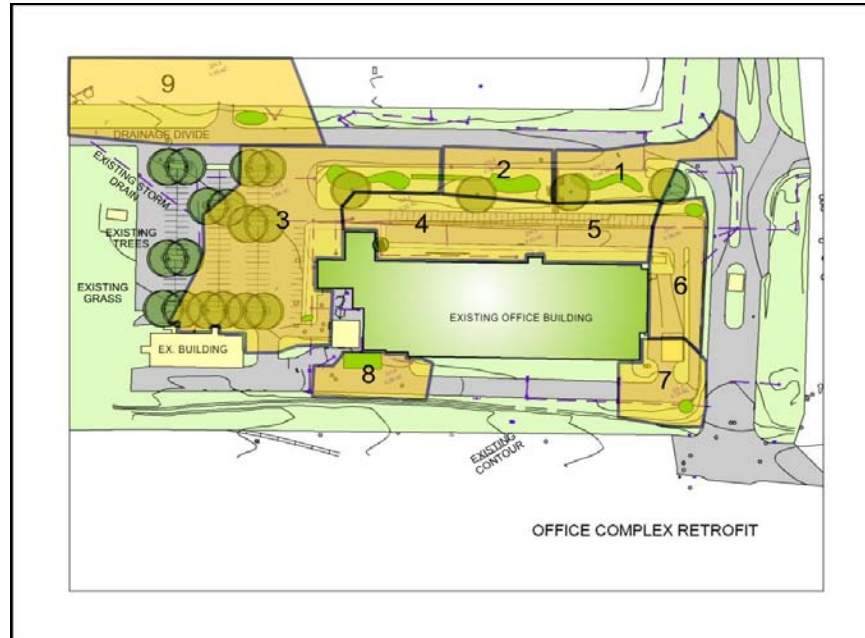 9
DRAINAGE DIVIDE
EXISTING STORM
DRAIN
2
1
3
EXISTING
TREES
4
5
EXISTING
GRASS
6
EXISTING OFFICE BUILDING
EX. BUILDING
8
7
EXISTING
CONTOUR
OFFICE COMPLEX RETROFIT